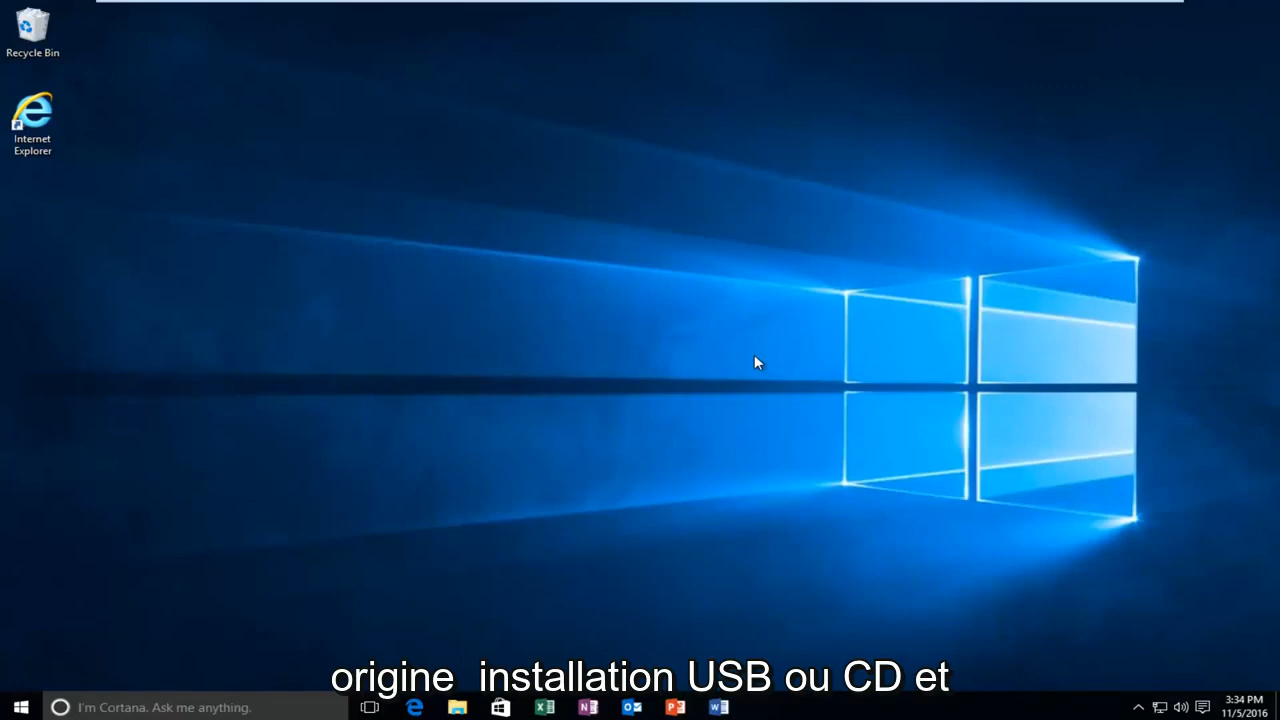 Recycle Bin
Internet
Explorer
origine  installation USB ou CD et
I'm Cortana. Ask me anything.
3:34 PM
11/5/2016